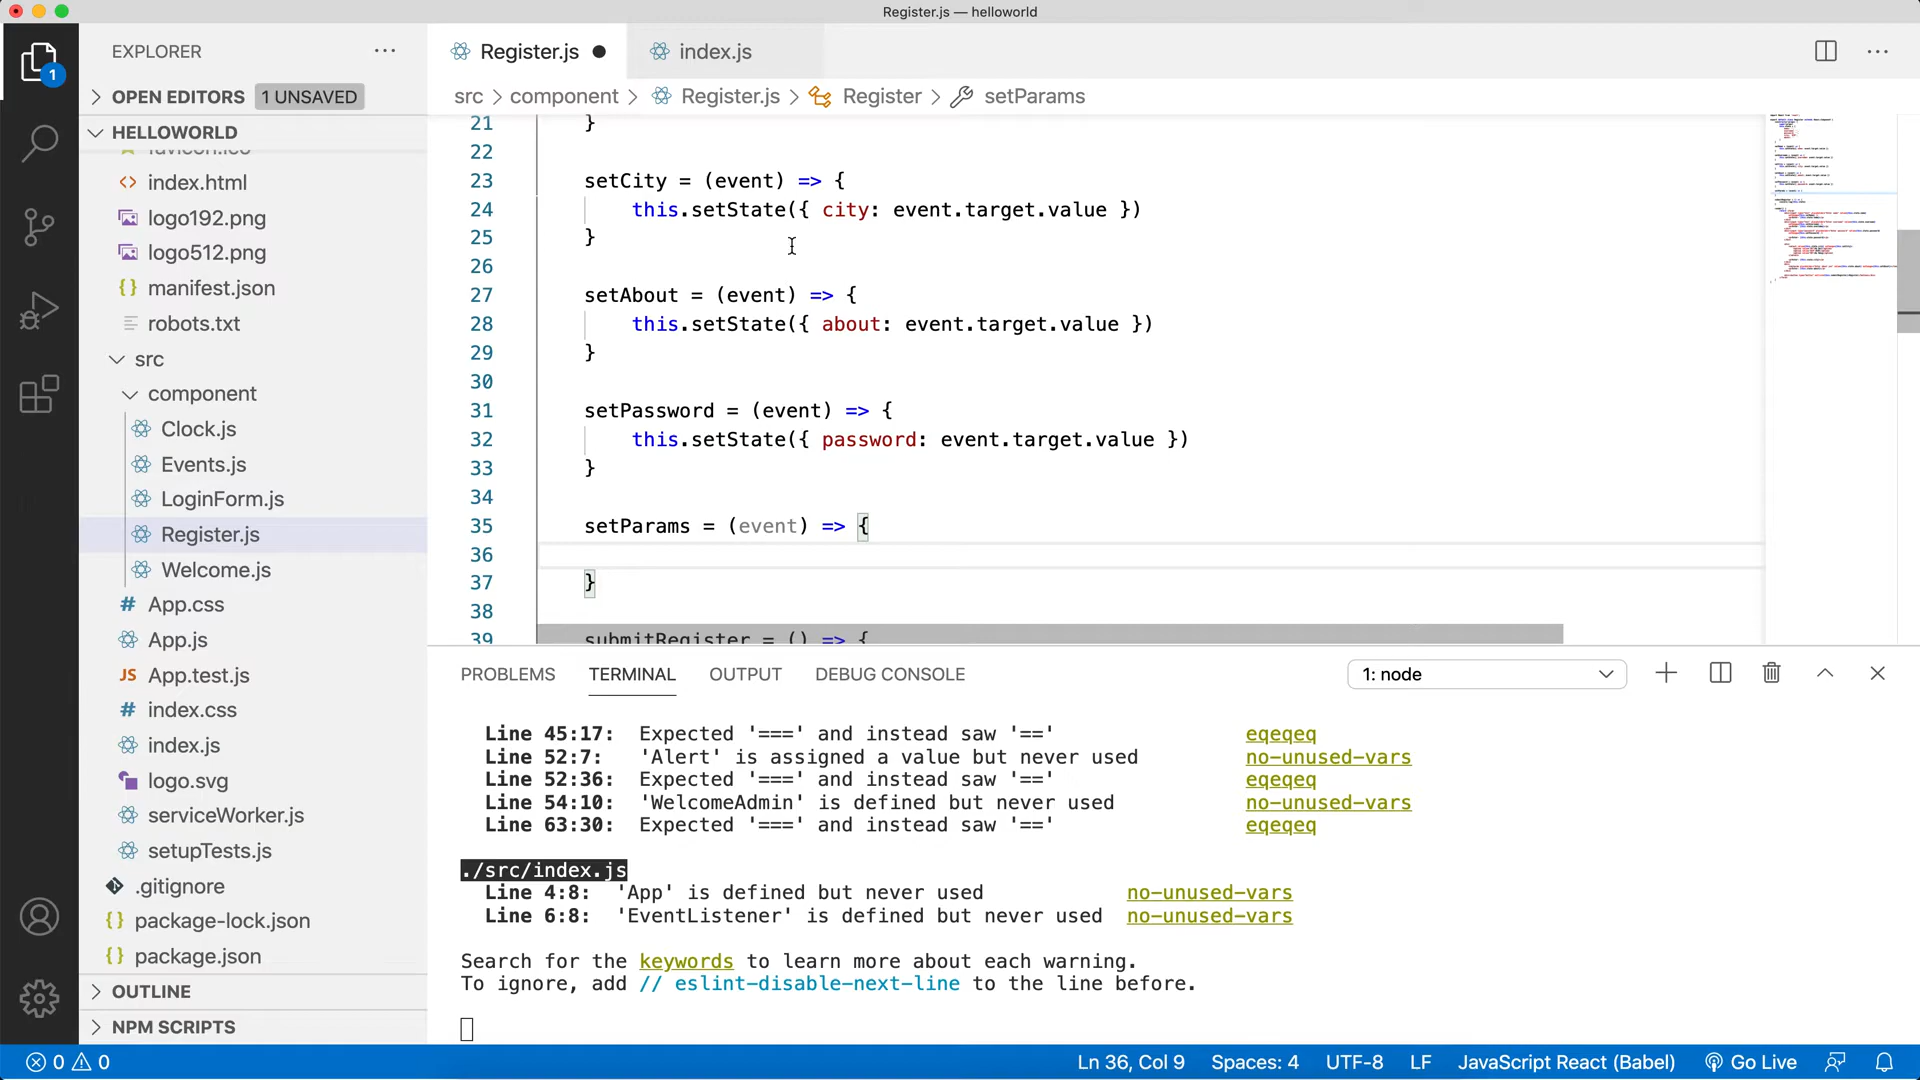 Register.js — helloworld
EXPLORER
Register.js
index.js
1
OPEN EDITORS 1 UNSAVED
src > component > Register.js > Register > setParams
HELLOWORLD
favicon.ico
index.html
logo192.png
logo512.png
manifest.json
robots.txt
src
component
Clock.js
Events.js
LoginForm.js
Register.js
Welcome.js
App.css
App.js
App.test.js
index.css
index.js
logo.svg
serviceWorker.js
setupTests.js
.gitignore
package-lock.json
package.json
OUTLINE
NPM SCRIPTS
21 }
22
23 setCity = (event) => {
24 this.setState({ city: event.target.value })
25 }
26
27 setAbout = (event) => {
28 this.setState({ about: event.target.value })
29 }
30
31 setPassword = (event) => {
32 this.setState({ password: event.target.value })
33 }
34
35 setParams = (event) => {
36
37 }
38
39 submitRegister = () => {
PROBLEMS TERMINAL OUTPUT DEBUG CONSOLE 1: node
Line 45:17: Expected '===' and instead saw '==' eqeqeq
Line 52:7: 'Alert' is assigned a value but never used no-unused-vars
Line 52:36: Expected '===' and instead saw '==' eqeqeq
Line 54:10: 'WelcomeAdmin' is defined but never used no-unused-vars
Line 63:30: Expected '===' and instead saw '==' eqeqeq
./src/index.js
Line 4:8: 'App' is defined but never used no-unused-vars
Line 6:8: 'EventListener' is defined but never used no-unused-vars
Search for the keywords to learn more about each warning.
To ignore, add // eslint-disable-next-line to the line before.
0 0 Ln 36, Col 9 Spaces: 4 UTF-8 LF JavaScript React (Babel) Go Live